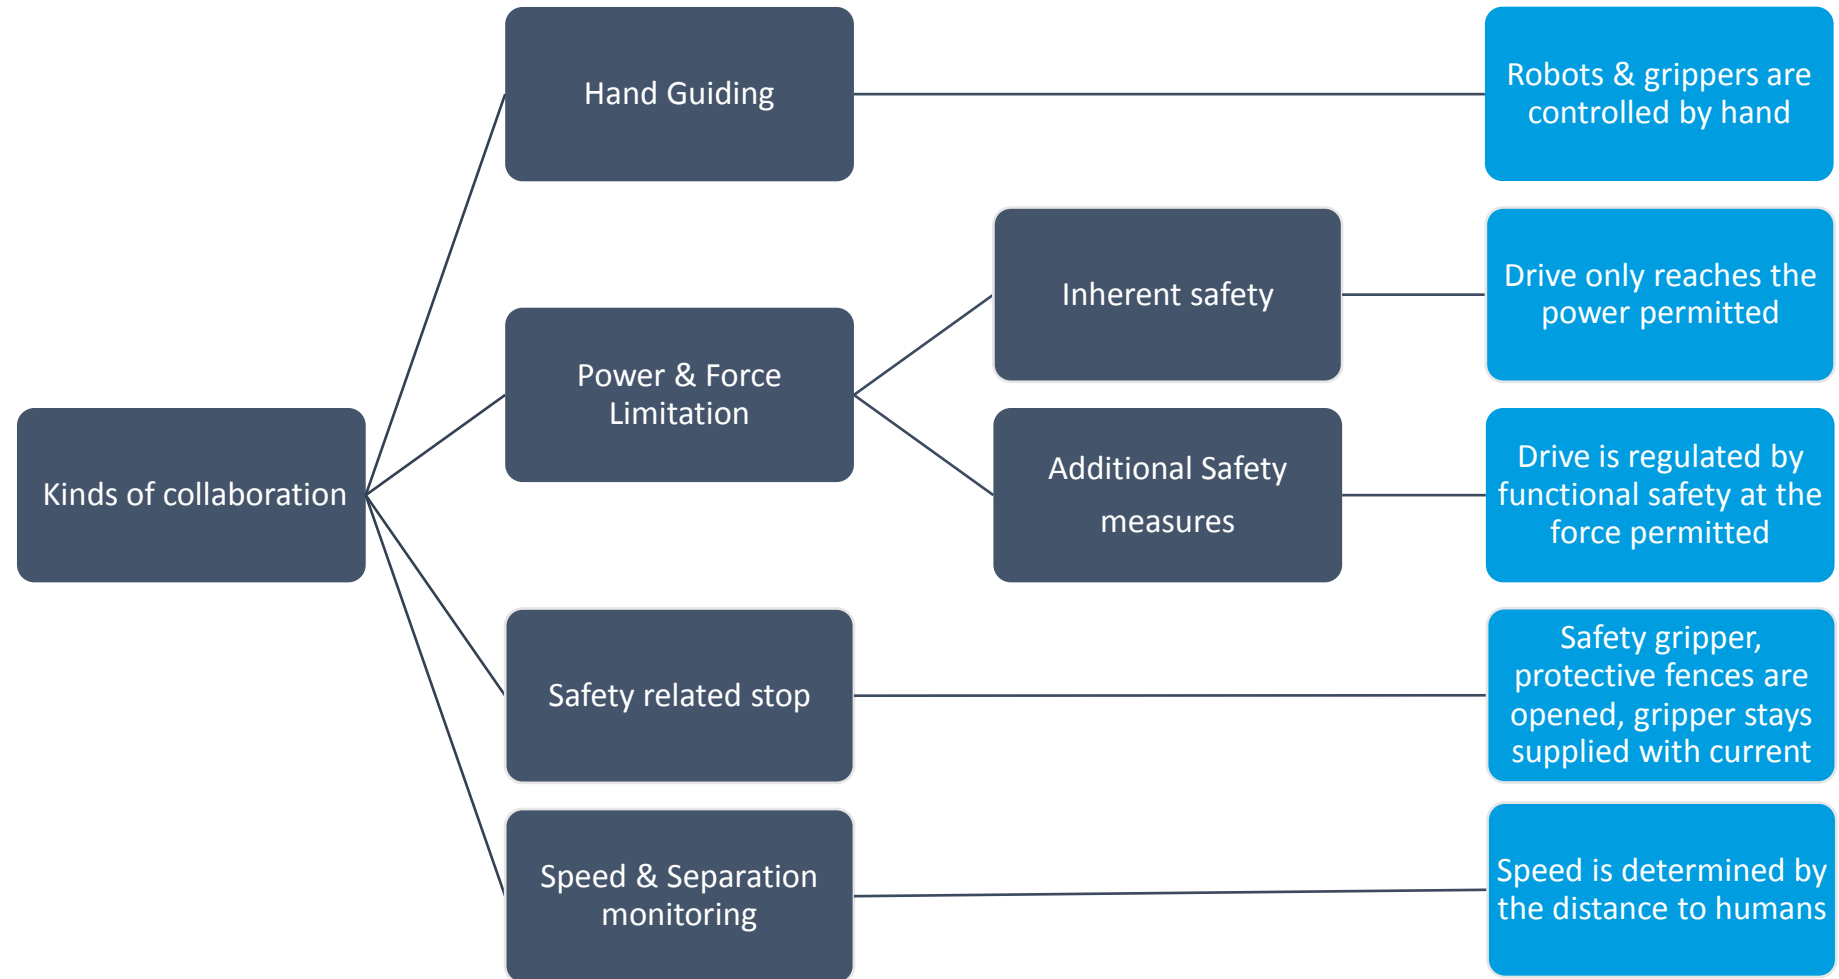 Kinds of collaboration
Hand Guiding
Robots & grippers are
controlled by hand
Power & Force
Limitation
Inherent safety
Drive only reaches the
power permitted
Additional Safety
measures
Drive is regulated by
functional safety at the
force permitted
Safety related stop
Safety gripper,
protective fences are
opened, gripper stays
supplied with current
Speed & Separation
monitoring
Speed is determined by
the distance to humans